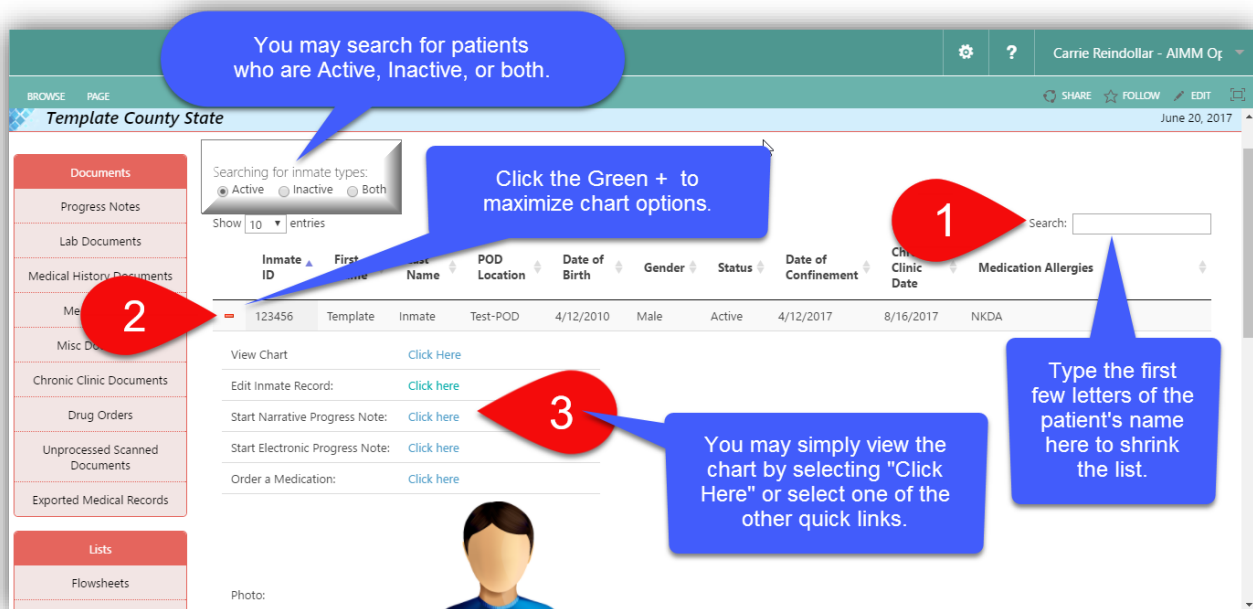 You may search for patients
who are Active, Inactive, or both.
? Carrie Reindollar - AIMM
BROWSE PAGE
SHARE FOLLOW EDIT
Template County State
June 20, 2017
Documents
Progress Notes
Lab Documents
Medical History Documents
Misc
Chronic Clinic Documents
Drug Orders
Unprocessed Scanned
Documents
Exported Medical Records
Lists
Flowsheets
Searching for inmate types:
Active Inactive Both
Show 10 entries
Click the Green + to
maximize chart options.
1
Search:
Inmate
ID
First
Name
POD
Location
Date of
Birth
Gender
Status
Date of
Confinement
Clinic
Date
Medication Allergies
2
123456 Template Inmate Test-POD 4/12/2010 Male Active 4/12/2017 8/16/2017 NKDA
View Chart Click Here
Edit Inmate Record: Click here
Start Narrative Progress Note: Click here
Start Electronic Progress Note: Click here
Order a Medication: Click here
Photo:
3
You may simply view the
chart by selecting "Click
Here" or select one of the
other quick links.
Type the first
few letters of the
patient's name
here to shrink
the list.